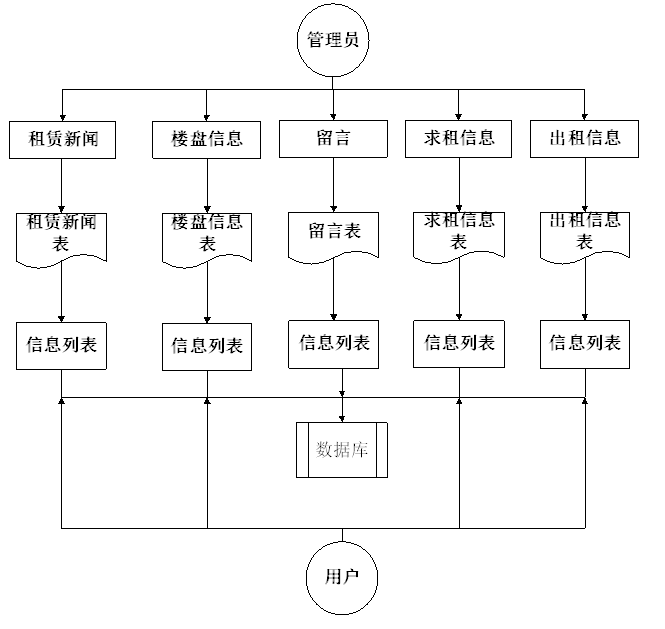 管理员
租赁新闻
楼盘信息
留言
求租信息
出租信息
租赁新闻
表
楼盘信息
表
留言表
求租信息
表
出租信息
表
信息列表
信息列表
信息列表
信息列表
信息列表
数据库
用户